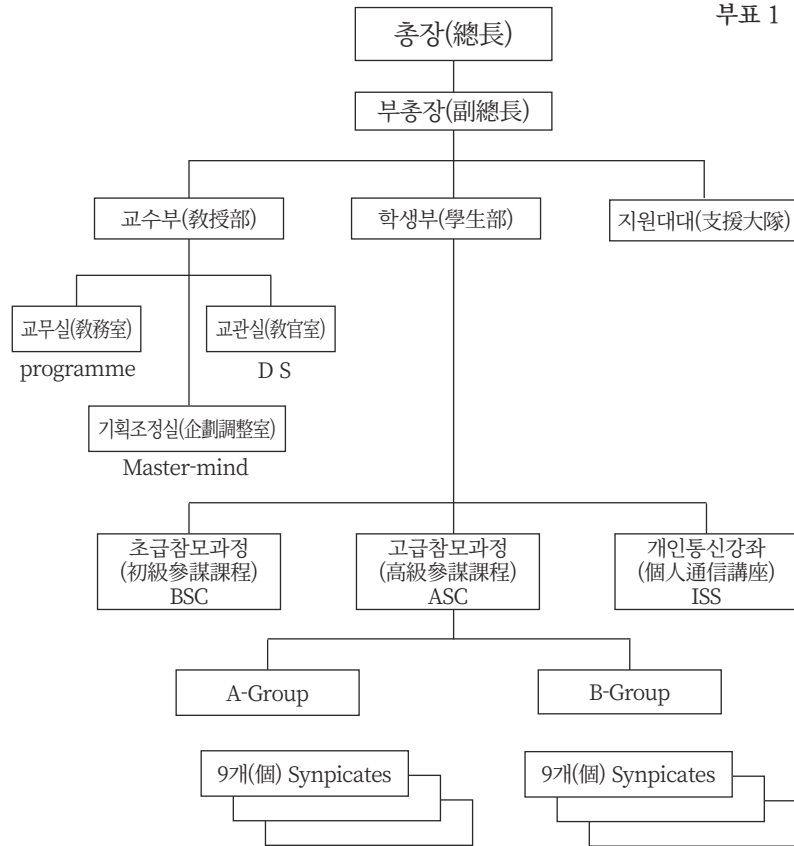 부표 1
총장(總長)
부총장(副總長)
교수부(敎授部)
학생부(學生部)
지원대대(支援大隊)
교무실(敎務室)
programme
교관실(敎官室)
D S
기획조정실(企劃調整室)
Master-mind
초급참모과정
(初級參謀課程)
BSC
고급참모과정
(高級參謀課程)
ASC
개인통신강좌
(個人通信講座)
ISS
A-Group
B-Group
9개(個) Synpicates
9개(個) Synpicates